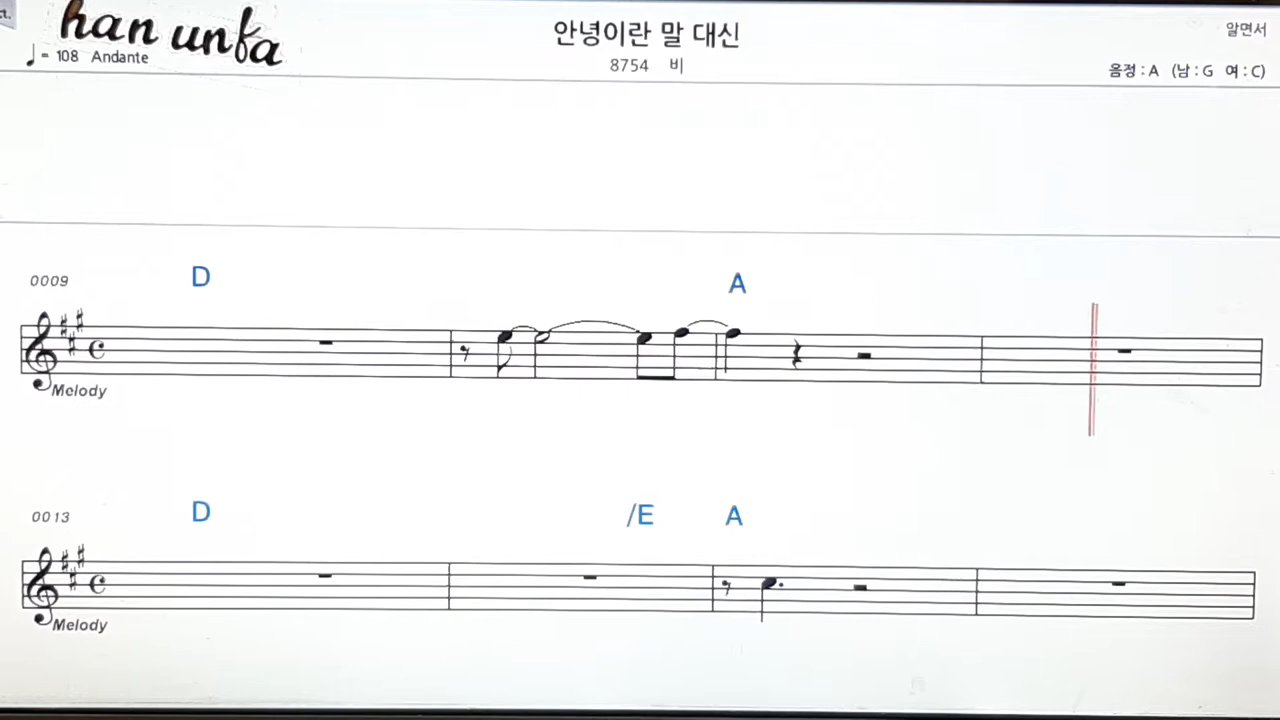 han unfa
♩= 108 Andante
안녕이란 말 대신
8754 비
알면서
음정 : A (남 : G 여 : C)
0009 D A
Melody
0013 D /E A
Melody